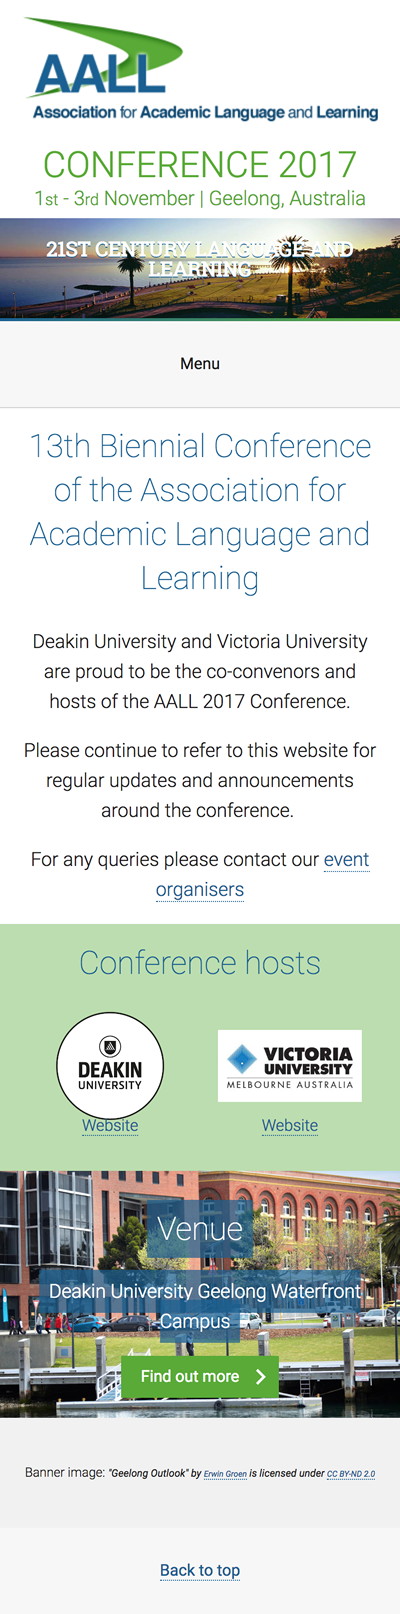 AALL
Association for Academic Language and Learning
CONFERENCE 2017
1st - 3rd November | Geelong, Australia
21ST CENTURY LANGUAGE AND
LEARNING
Menu
13th Biennial Conference
of the Association for
Academic Language and
Learning
Deakin University and Victoria University
are proud to be the co-convenors and
hosts of the AALL 2017 Conference.
Please continue to refer to this website for
regular updates and announcements
around the conference.
For any queries please contact our event
organisers
Conference hosts
DEAKIN
UNIVERSITY
Website
VICTORIA
UNIVERSITY
MELBOURNE AUSTRALIA
Website
Venue
Deakin University Geelong Waterfront
Campus
Find out more
Banner image: "Geelong Outlook" by Erwin Groen is licensed under CC BY-ND 2.0
Back to top